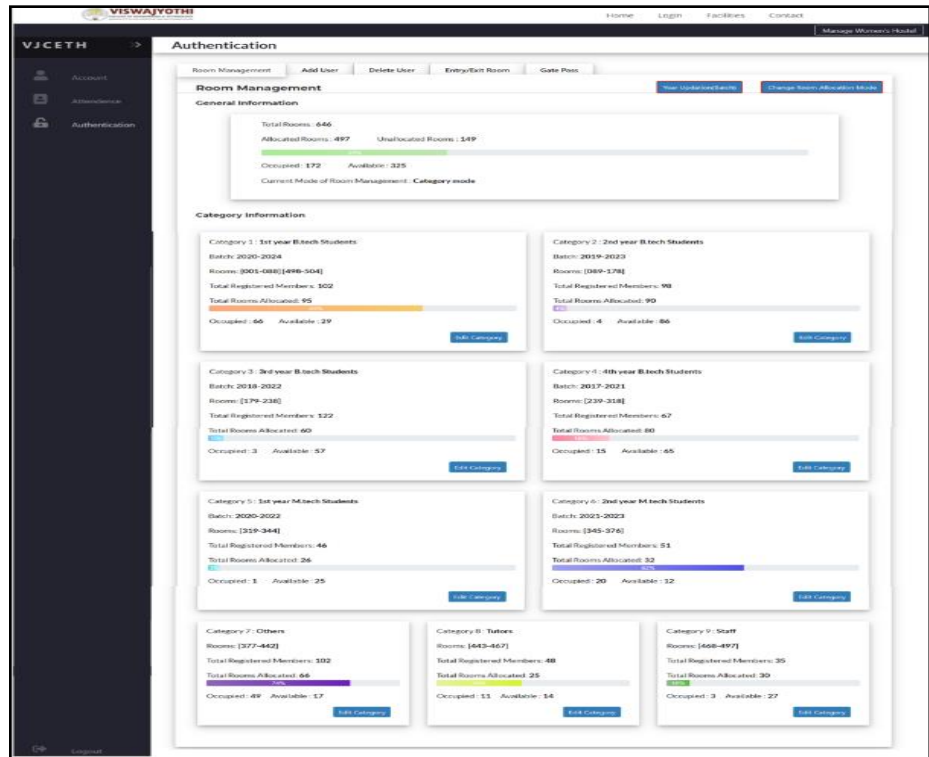 VISWAJYOTHI
Home Login Facilities Contact
Manage Women's Hostel
VJCETH >>
Account
Attendence
Authentication
Logout
Authentication
Room Management Add User Delete User Entry/Exit Room Gate Pass
Room Management
Year Updation(Batch) Change Room Allocation Mode
General Information
Total Rooms : 646
Allocated Rooms : 497 Unallocated Rooms : 149
Occupied : 172 Available : 325
Current Mode of Room Management : Category mode
Category Information
Category 1 : 1st year B.tech Students
Batch: 2020-2024
Rooms: [001-088][498-504]
Total Registered Members: 102
Total Rooms Allocated: 95
Occupied : 66 Available : 29
Edit Category
Category 2 : 2nd year B.tech Students
Batch: 2019-2023
Rooms: [089-178]
Total Registered Members: 98
Total Rooms Allocated: 90
Occupied : 4 Available : 86
Edit Category
Category 3 : 3rd year B.tech Students
Batch: 2018-2022
Rooms: [179-238]
Total Registered Members: 122
Total Rooms Allocated: 60
Occupied : 3 Available : 57
Edit Category
Category 4 : 4th year B.tech Students
Batch: 2017-2021
Rooms: [239-318]
Total Registered Members: 67
Total Rooms Allocated: 80
Occupied : 15 Available : 65
Edit Category
Category 5 : 1st year M.tech Students
Batch: 2020-2022
Rooms: [319-344]
Total Registered Members: 46
Total Rooms Allocated: 26
Occupied : 1 Available : 25
Edit Category
Category 6 : 2nd year M.tech Students
Batch: 2021-2023
Rooms: [345-376]
Total Registered Members: 51
Total Rooms Allocated: 32
62%
Occupied : 20 Available : 12
Edit Category
Category 7 : Others
Rooms: [377-442]
Total Registered Members: 102
Total Rooms Allocated: 66
74%
Occupied : 49 Available : 17
Edit Category
Category 8 : Tutors
Rooms: [443-467]
Total Registered Members: 48
Total Rooms Allocated: 25
Occupied : 11 Available : 14
Edit Category
Category 9 : Staff
Rooms: [468-497]
Total Registered Members: 35
Total Rooms Allocated: 30
Occupied : 3 Available : 27
Edit Category